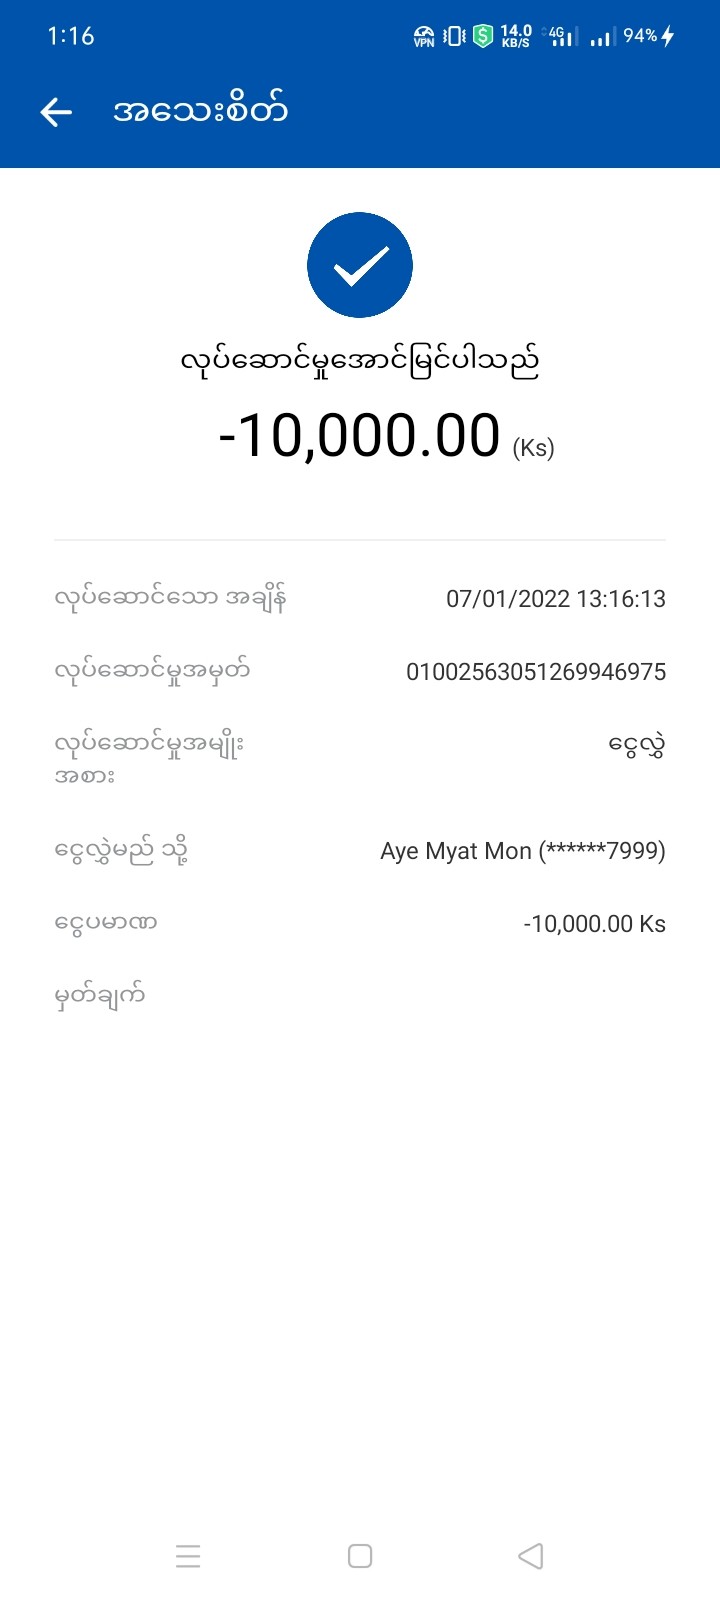 1:16
VPN 14.0 KB/S 4G 94%
အသေးစိတ်
လုပ်ဆောင်မှုအောင်မြင်ပါသည်
-10,000.00 (Ks)
လုပ်ဆောင်သော အချိန် 07/01/2022 13:16:13
လုပ်ဆောင်မှုအမှတ် 01002563051269946975
လုပ်ဆောင်မှုအမျိုး ငွေလွှဲ
အစား
ငွေလွှဲမည် သို့ Aye Myat Mon (******7999)
ငွေပမာဏ -10,000.00 Ks
မှတ်ချက်